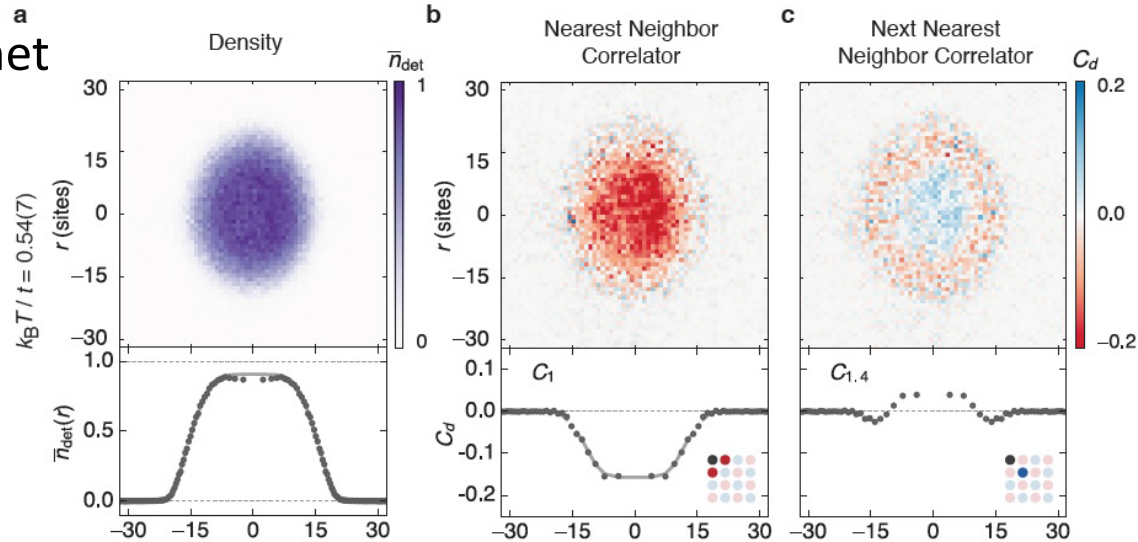 a
net
Density
n̅det
1
0
30
15
0
−15
−30
r (sites)
kBT / t = 0.54(7)
1.0
0.5
0.0
n̅det(r)
−30 −15 0 15 30
b
Nearest Neighbor
Correlator
30
15
0
−15
−30
r (sites)
0.1
0.0
-0.1
-0.2
Cd
C1
−30 −15 0 15 30
c
Next Nearest
Neighbor Correlator
Cd
0.2
0.0
−0.2
C1,4
−30 −15 0 15 30